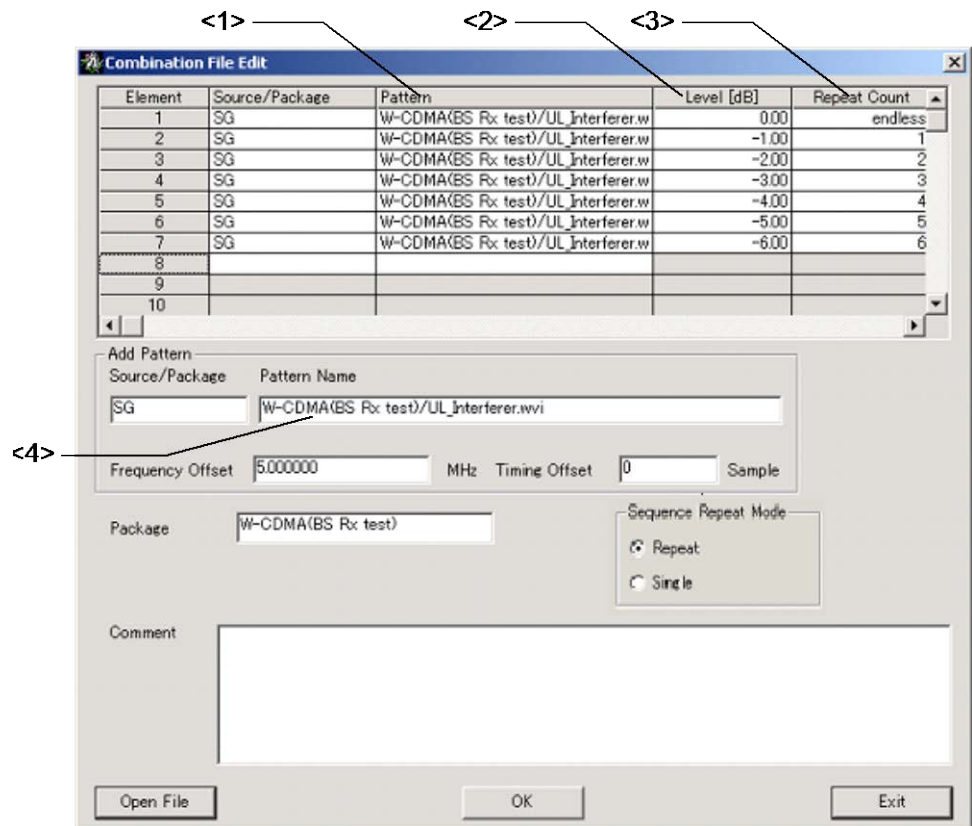 <1> <2> <3>
Combination File Edit
Element Source/Package Pattern Level [dB] Repeat Count
1 SG W-CDMA(BS Rx test)/UL_Interferer.w 0.00 endless
2 SG W-CDMA(BS Rx test)/UL_Interferer.w -1.00 1
3 SG W-CDMA(BS Rx test)/UL_Interferer.w -2.00 2
4 SG W-CDMA(BS Rx test)/UL_Interferer.w -3.00 3
5 SG W-CDMA(BS Rx test)/UL_Interferer.w -4.00 4
6 SG W-CDMA(BS Rx test)/UL_Interferer.w -5.00 5
7 SG W-CDMA(BS Rx test)/UL_Interferer.w -6.00 6
8
9
10
Add Pattern
Source/Package Pattern Name
SG W-CDMA(BS Rx test)/UL_Interferer.wvi
<4>
Frequency Offset 5.000000 MHz Timing Offset 0 Sample
Package W-CDMA(BS Rx test)
Sequence Repeat Mode
Repeat
Single
Comment
Open File OK Exit